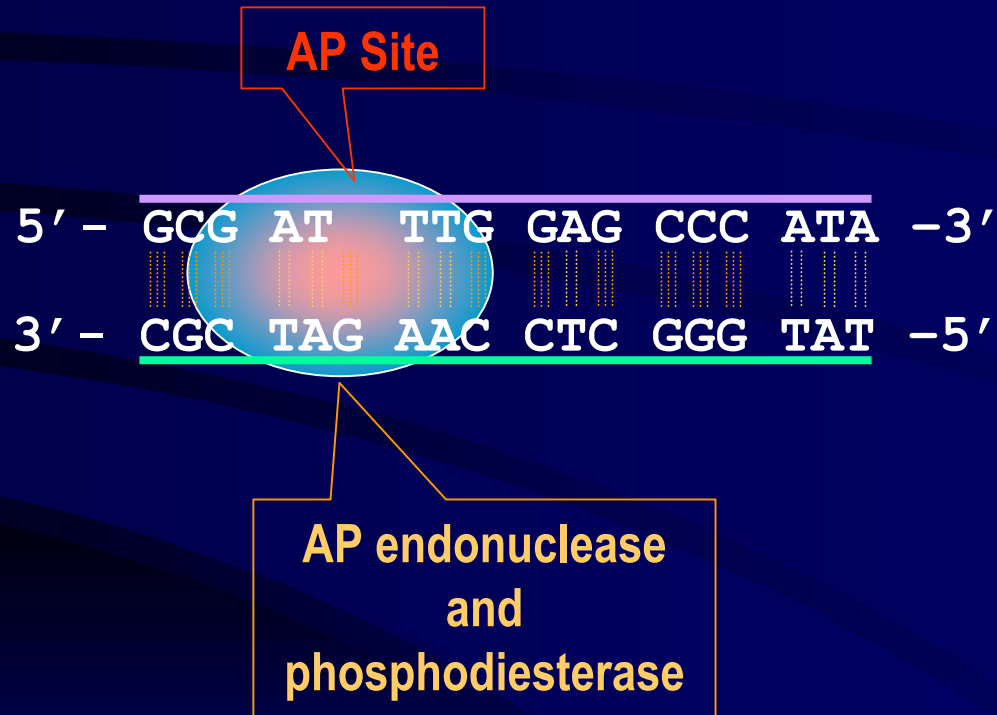 AP Site
5′ – GCG AT TTG GAG CCC ATA –3′
3′ – CGC TAG AAC CTC GGG TAT –5′
AP endonuclease
and
phosphodiesterase